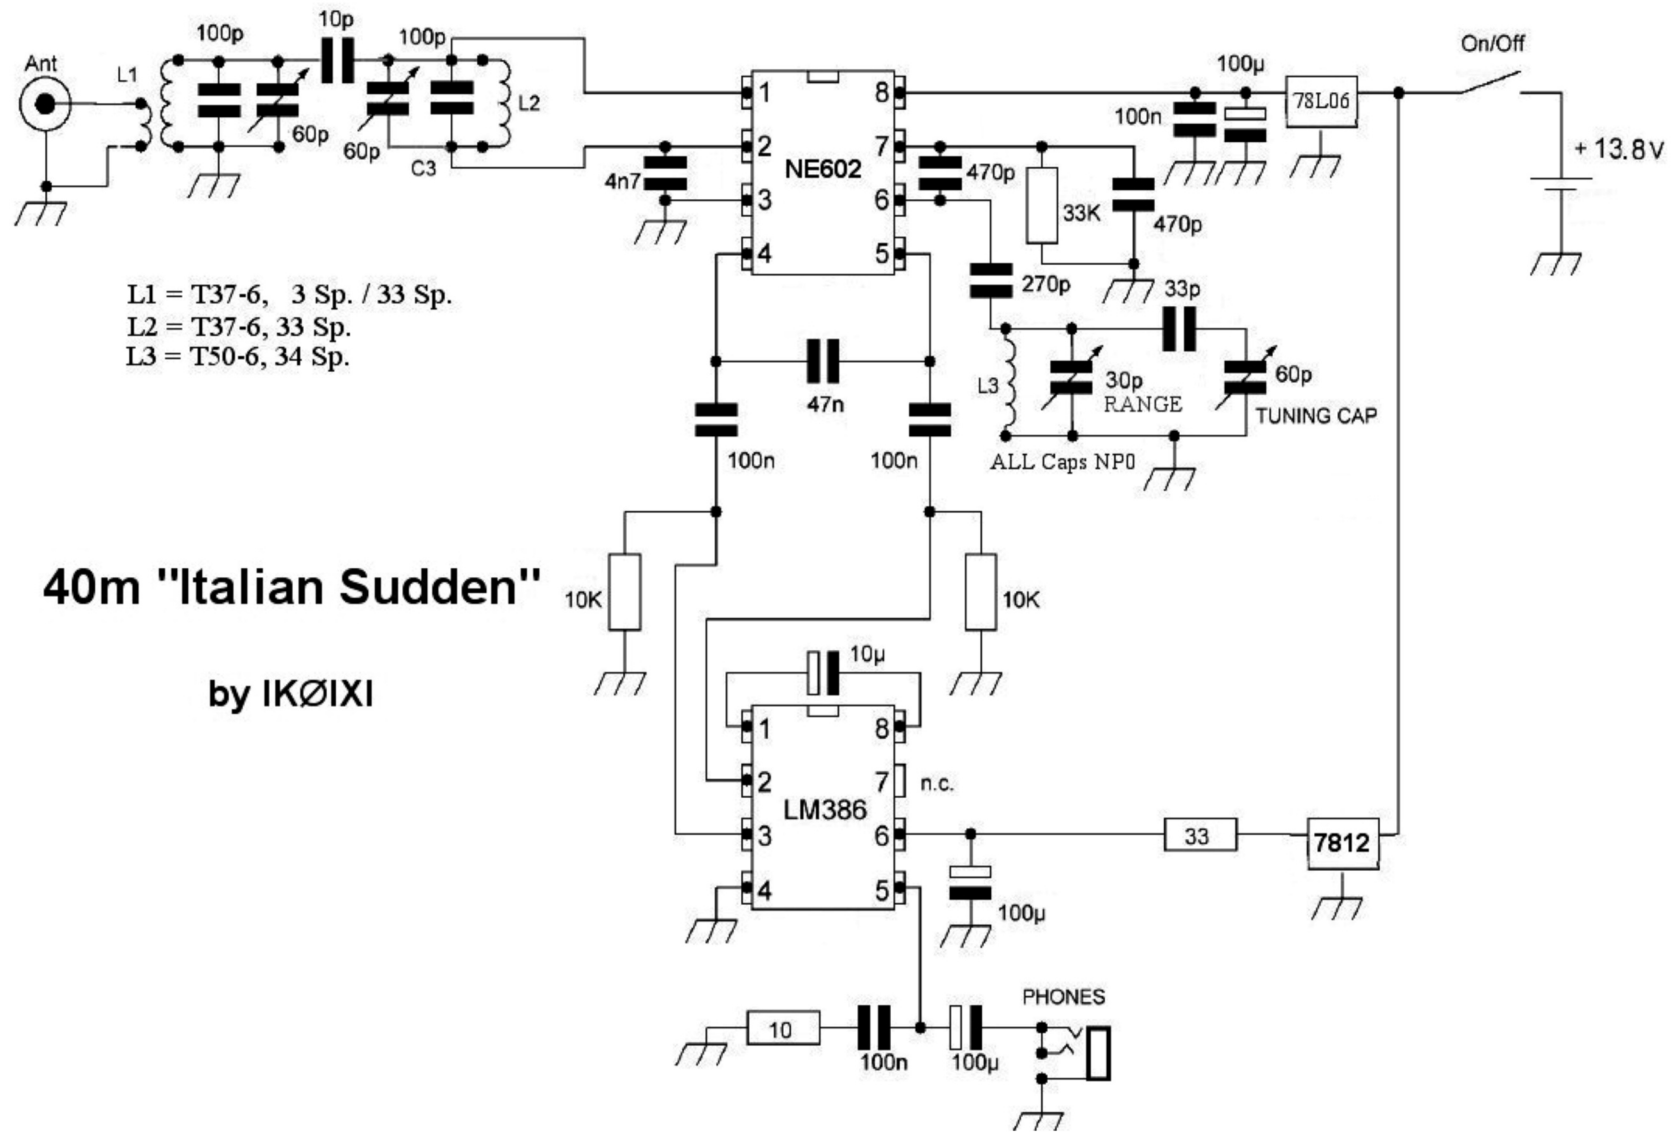 Ant
L1
100p
60p
10p
100p
60p
C3
L2
4n7
1
2
3
4
8
7
6
5
NE602
470p
33K
470p
100n
100µ
78L06
On/Off
+ 13.8V
270p
L3
30p
RANGE
33p
60p
TUNING CAP
ALL Caps NP0
L1 = T37-6, 3 Sp. / 33 Sp.
L2 = T37-6, 33 Sp.
L3 = T50-6, 34 Sp.
47n
100n
100n
10K
10K
40m "Italian Sudden"
by IKØIXI
10µ
1
2
3
4
8
7
6
5
LM386
n.c.
33
7812
100µ
10
100n
100µ
PHONES